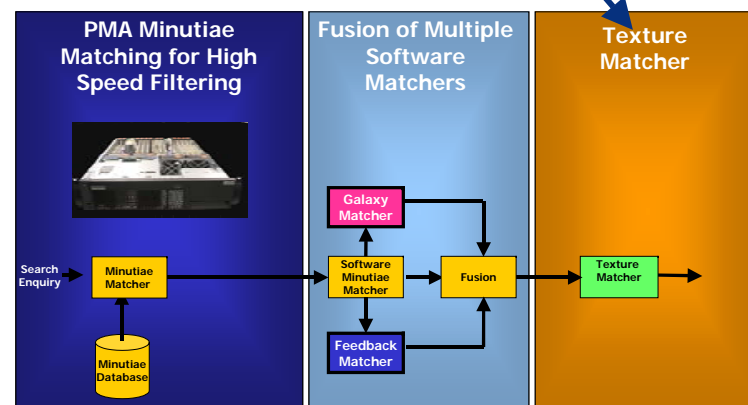 PMA Minutiae
Matching for High
Speed Filtering
Fusion of Multiple
Software
Matchers
Texture
Matcher
Galaxy
Matcher
Search
Enquiry
Minutiae
Matcher
Software
Minutiae
Matcher
Fusion
Texture
Matcher
Feedback
Matcher
Minutiae
Database